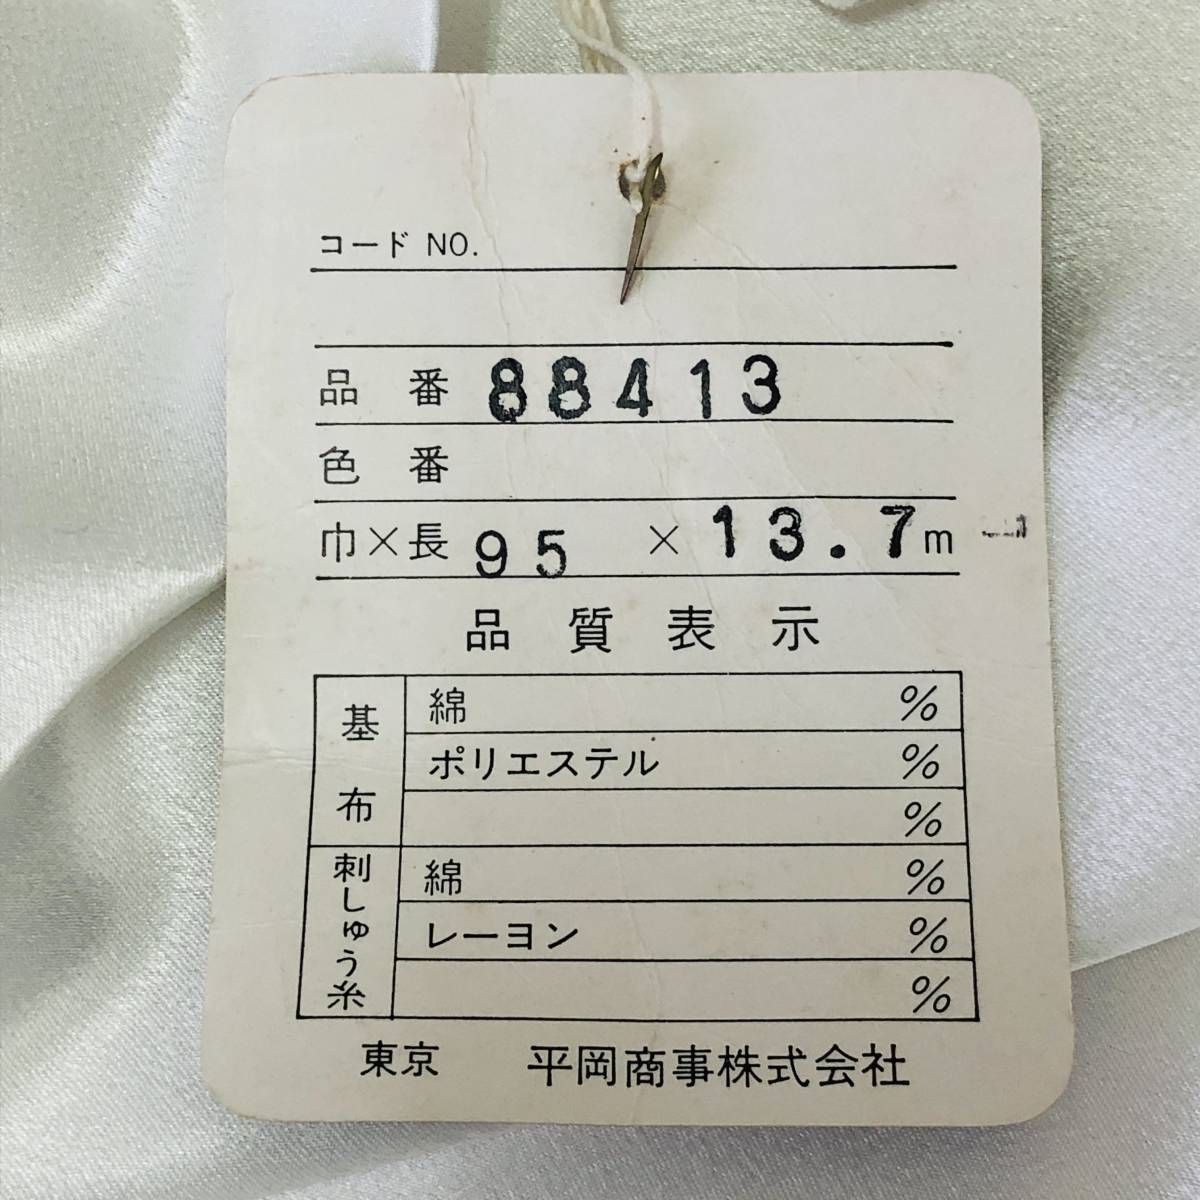 コード NO.
品番 88413
色番
巾×長 95 × 13.7m
品質表示
基布
綿 %
ポリエステル %
%
刺しゅう糸
綿 %
レーヨン %
%
東京 平岡商事株式会社